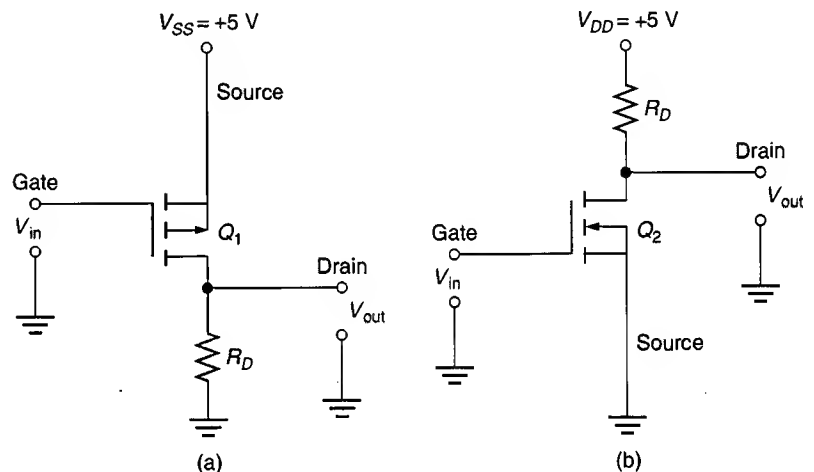 V_SS = +5 V
Source
Gate
V_in
Q_1
Drain
V_out
R_D
(a)
V_DD = +5 V
R_D
Drain
V_out
Gate
V_in
Q_2
Source
(b)